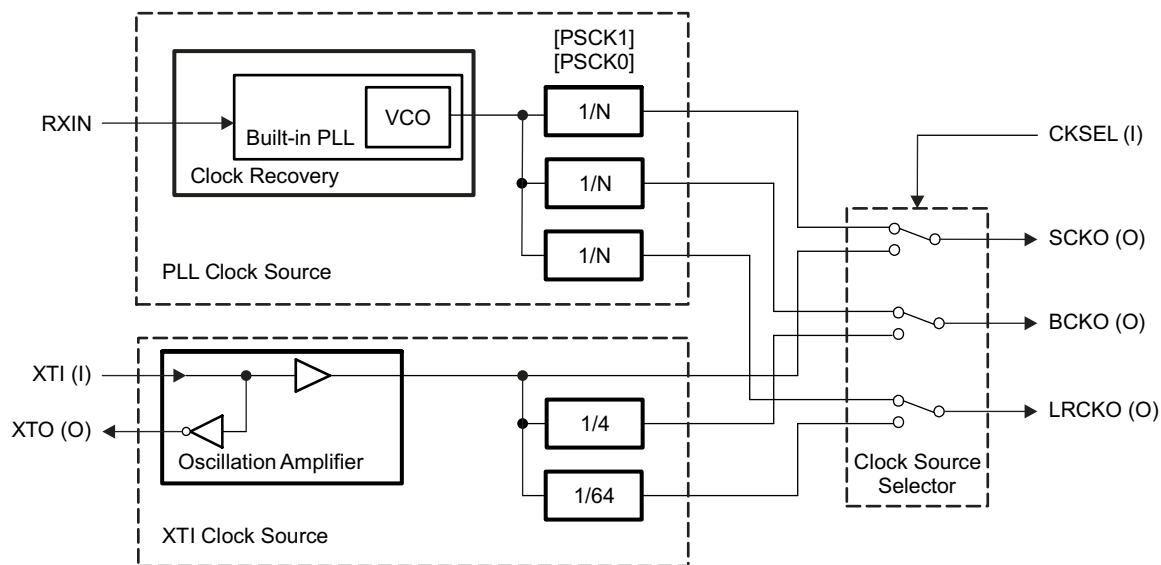 [PSCK1]
[PSCK0]
RXIN
VCO
Built-in PLL
Clock Recovery
1/N
1/N
1/N
PLL Clock Source
CKSEL (I)
SCKO (O)
BCKO (O)
LRCKO (O)
Clock Source
Selector
XTI (I)
XTO (O)
Oscillation Amplifier
1/4
1/64
XTI Clock Source